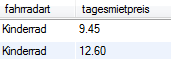 fahrradart tagesmietpreis
Kinderrad 9.45
Kinderrad 12.60